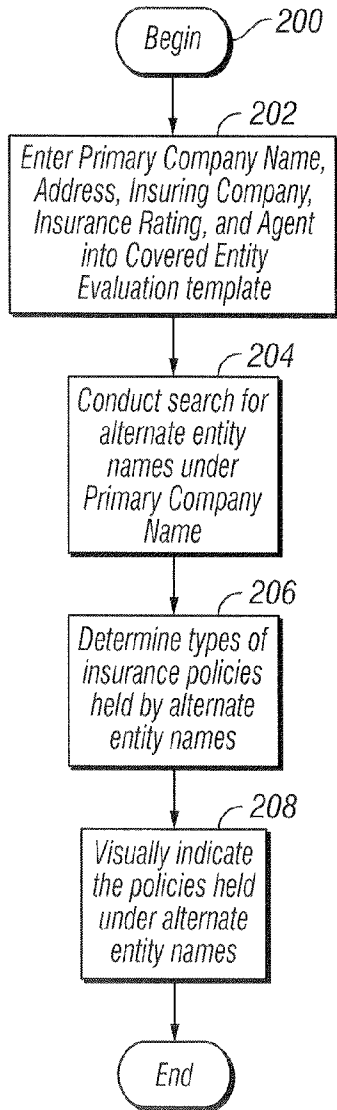 Begin
200
202
Enter Primary Company Name,
Address, Insuring Company,
Insurance Rating, and Agent
into Covered Entity
Evaluation template
204
Conduct search for
alternate entity
names under
Primary Company
Name
206
Determine types of
insurance policies
held by alternate
entity names
208
Visually indicate
the policies held
under alternate
entity names
End